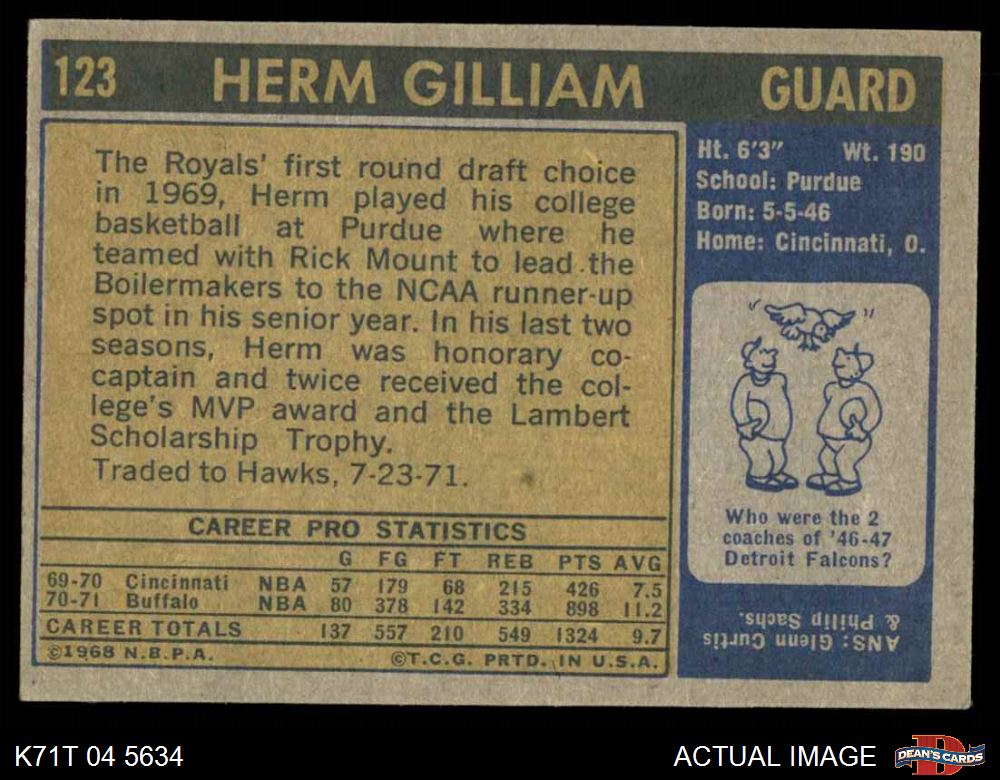 123 HERM GILLIAM GUARD
The Royals' first round draft choice
in 1969, Herm played his college
basketball at Purdue where he
teamed with Rick Mount to lead the
Boilermakers to the NCAA runner-up
spot in his senior year. In his last two
seasons, Herm was honorary co-
captain and twice received the col-
lege's MVP award and the Lambert
Scholarship Trophy.
Traded to Hawks, 7-23-71.
CAREER PRO STATISTICS
G FG FT REB PTS AVG
69-70 Cincinnati NBA 57 179 68 215 426 7.5
70-71 Buffalo NBA 80 378 142 334 898 11.2
CAREER TOTALS 137 557 210 549 1324 9.7
©1968 N.B.P.A. ©T.C.G. PRTD. IN U.S.A.
Ht. 6'3" Wt. 190
School: Purdue
Born: 5-5-46
Home: Cincinnati, O.
Who were the 2
coaches of '46-47
Detroit Falcons?
ANS: Glenn Curtis
& Philip Sachs.
K71T 04 5634 ACTUAL IMAGE DEAN'S CARDS